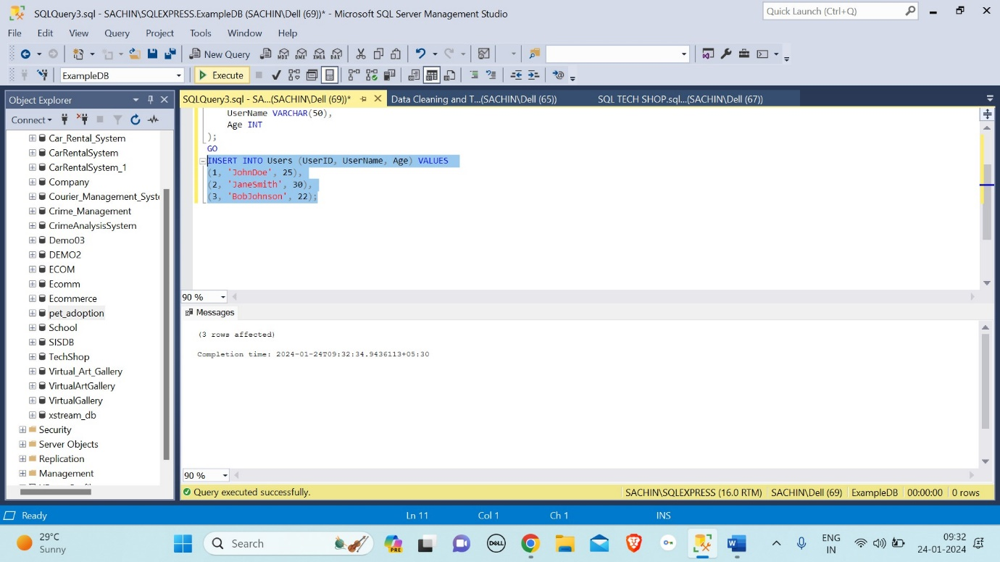 SQLQuery3.sql - SACHIN\SQLEXPRESS.ExampleDB (SACHIN\Dell (69))* - Microsoft SQL Server Management Studio
Quick Launch (Ctrl+Q)
File Edit View Query Project Tools Window Help
New Query
MDX DMX XMLA DAX
ExampleDB
Execute
Object Explorer
Connect
Car_Rental_System
CarRentalSystem
CarRentalSystem_1
Company
Courier_Management_Syste
Crime_Management
CrimeAnalysisSystem
Demo03
DEMO2
ECOM
Ecomm
Ecommerce
pet_adoption
School
SISDB
TechShop
Virtual_Art_Gallery
VirtualArtGallery
VirtualGallery
xstream_db
Security
Server Objects
Replication
Management
SQLQuery3.sql - SA...(SACHIN\Dell (69))*
Data Cleaning and T...(SACHIN\Dell (65))
SQL TECH SHOP.sql...(SACHIN\Dell (67))
UserName VARCHAR(50),
Age INT
);
GO
INSERT INTO Users (UserID, UserName, Age) VALUES
(1, 'JohnDoe', 25),
(2, 'JaneSmith', 30),
(3, 'BobJohnson', 22);
90 %
Messages
(3 rows affected)
Completion time: 2024-01-24T09:32:34.9436113+05:30
90 %
Query executed successfully.
SACHIN\SQLEXPRESS (16.0 RTM) SACHIN\Dell (69) ExampleDB 00:00:00 0 rows
Ready
Ln 11 Col 1 Ch 1 INS
29°C
Sunny
Search
PRE
DELL
ENG
IN
09:32
24-01-2024